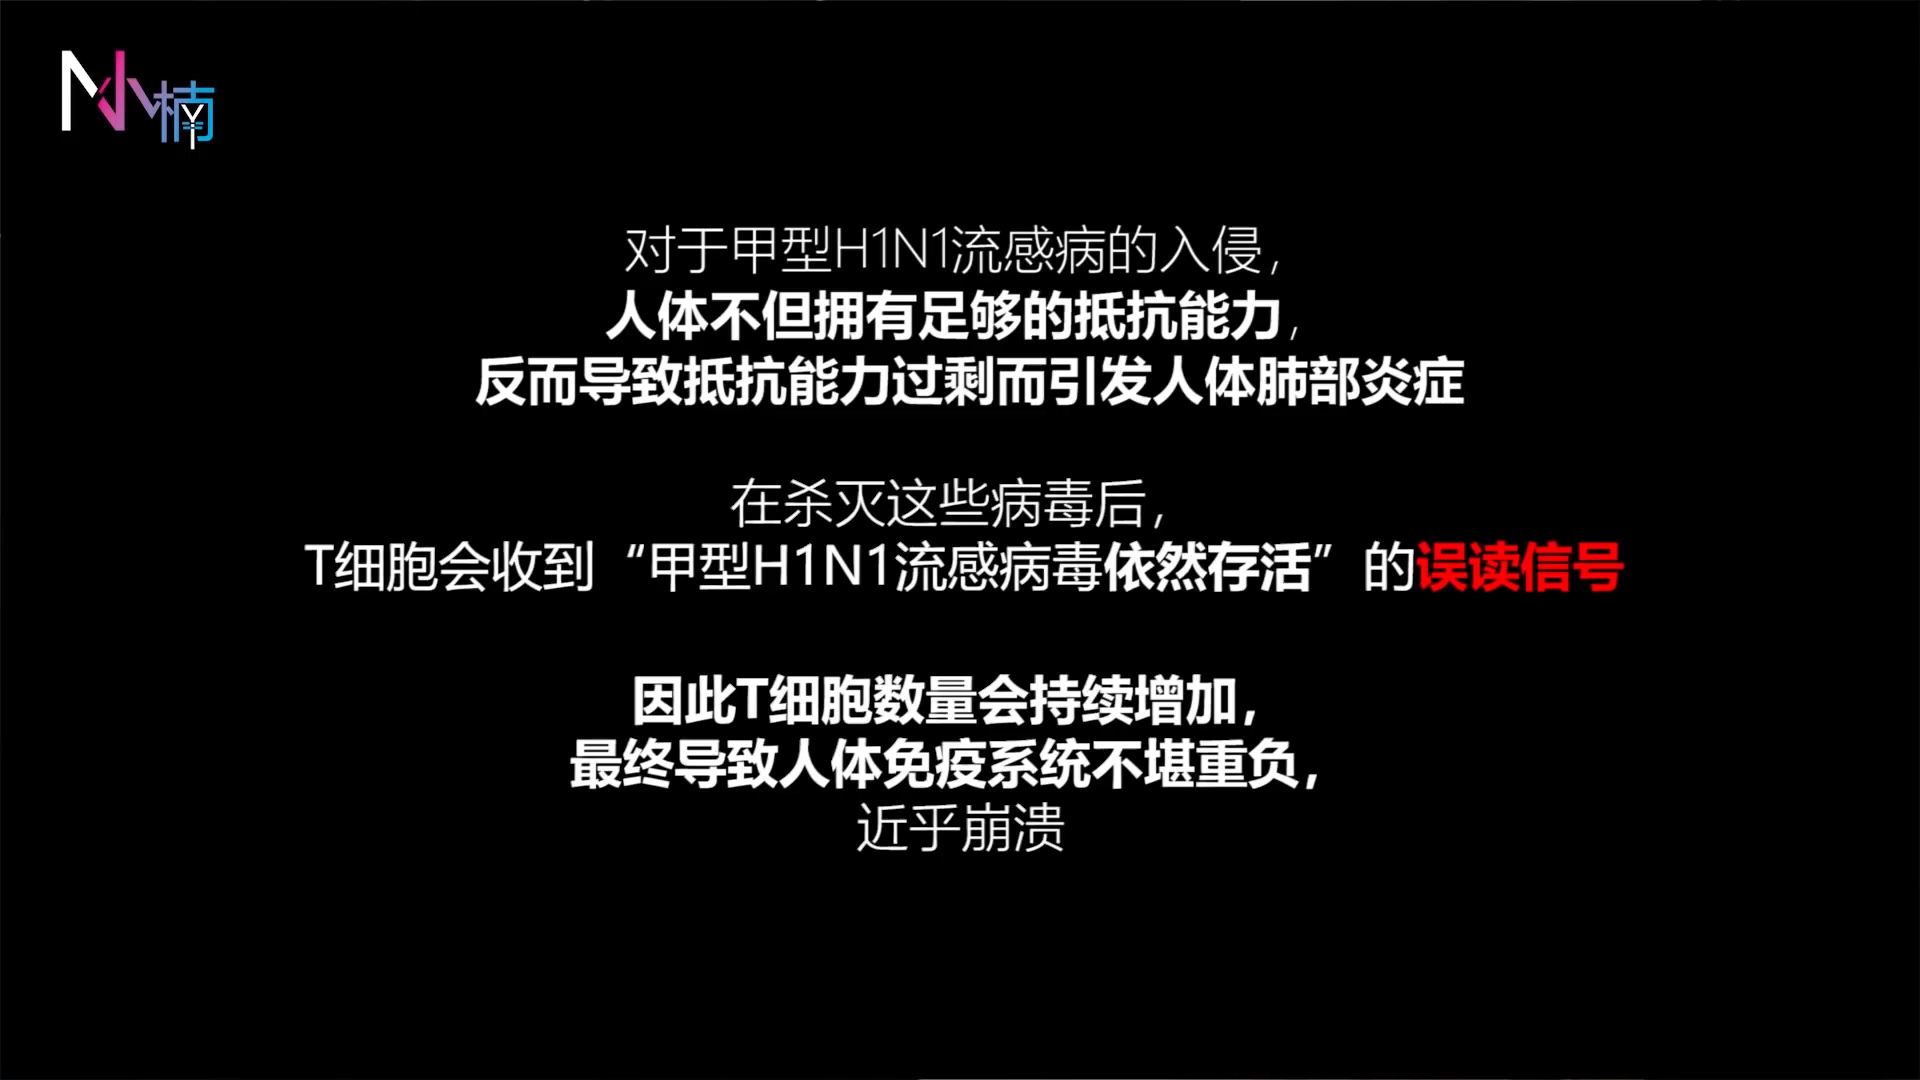 楠
对于甲型H1N1流感病的入侵，
人体不但拥有足够的抵抗能力，
反而导致抵抗能力过剩而引发人体肺部炎症
在杀灭这些病毒后，
T细胞会收到“甲型H1N1流感病毒依然存活”的误读信号
因此T细胞数量会持续增加，
最终导致人体免疫系统不堪重负，
近乎崩溃